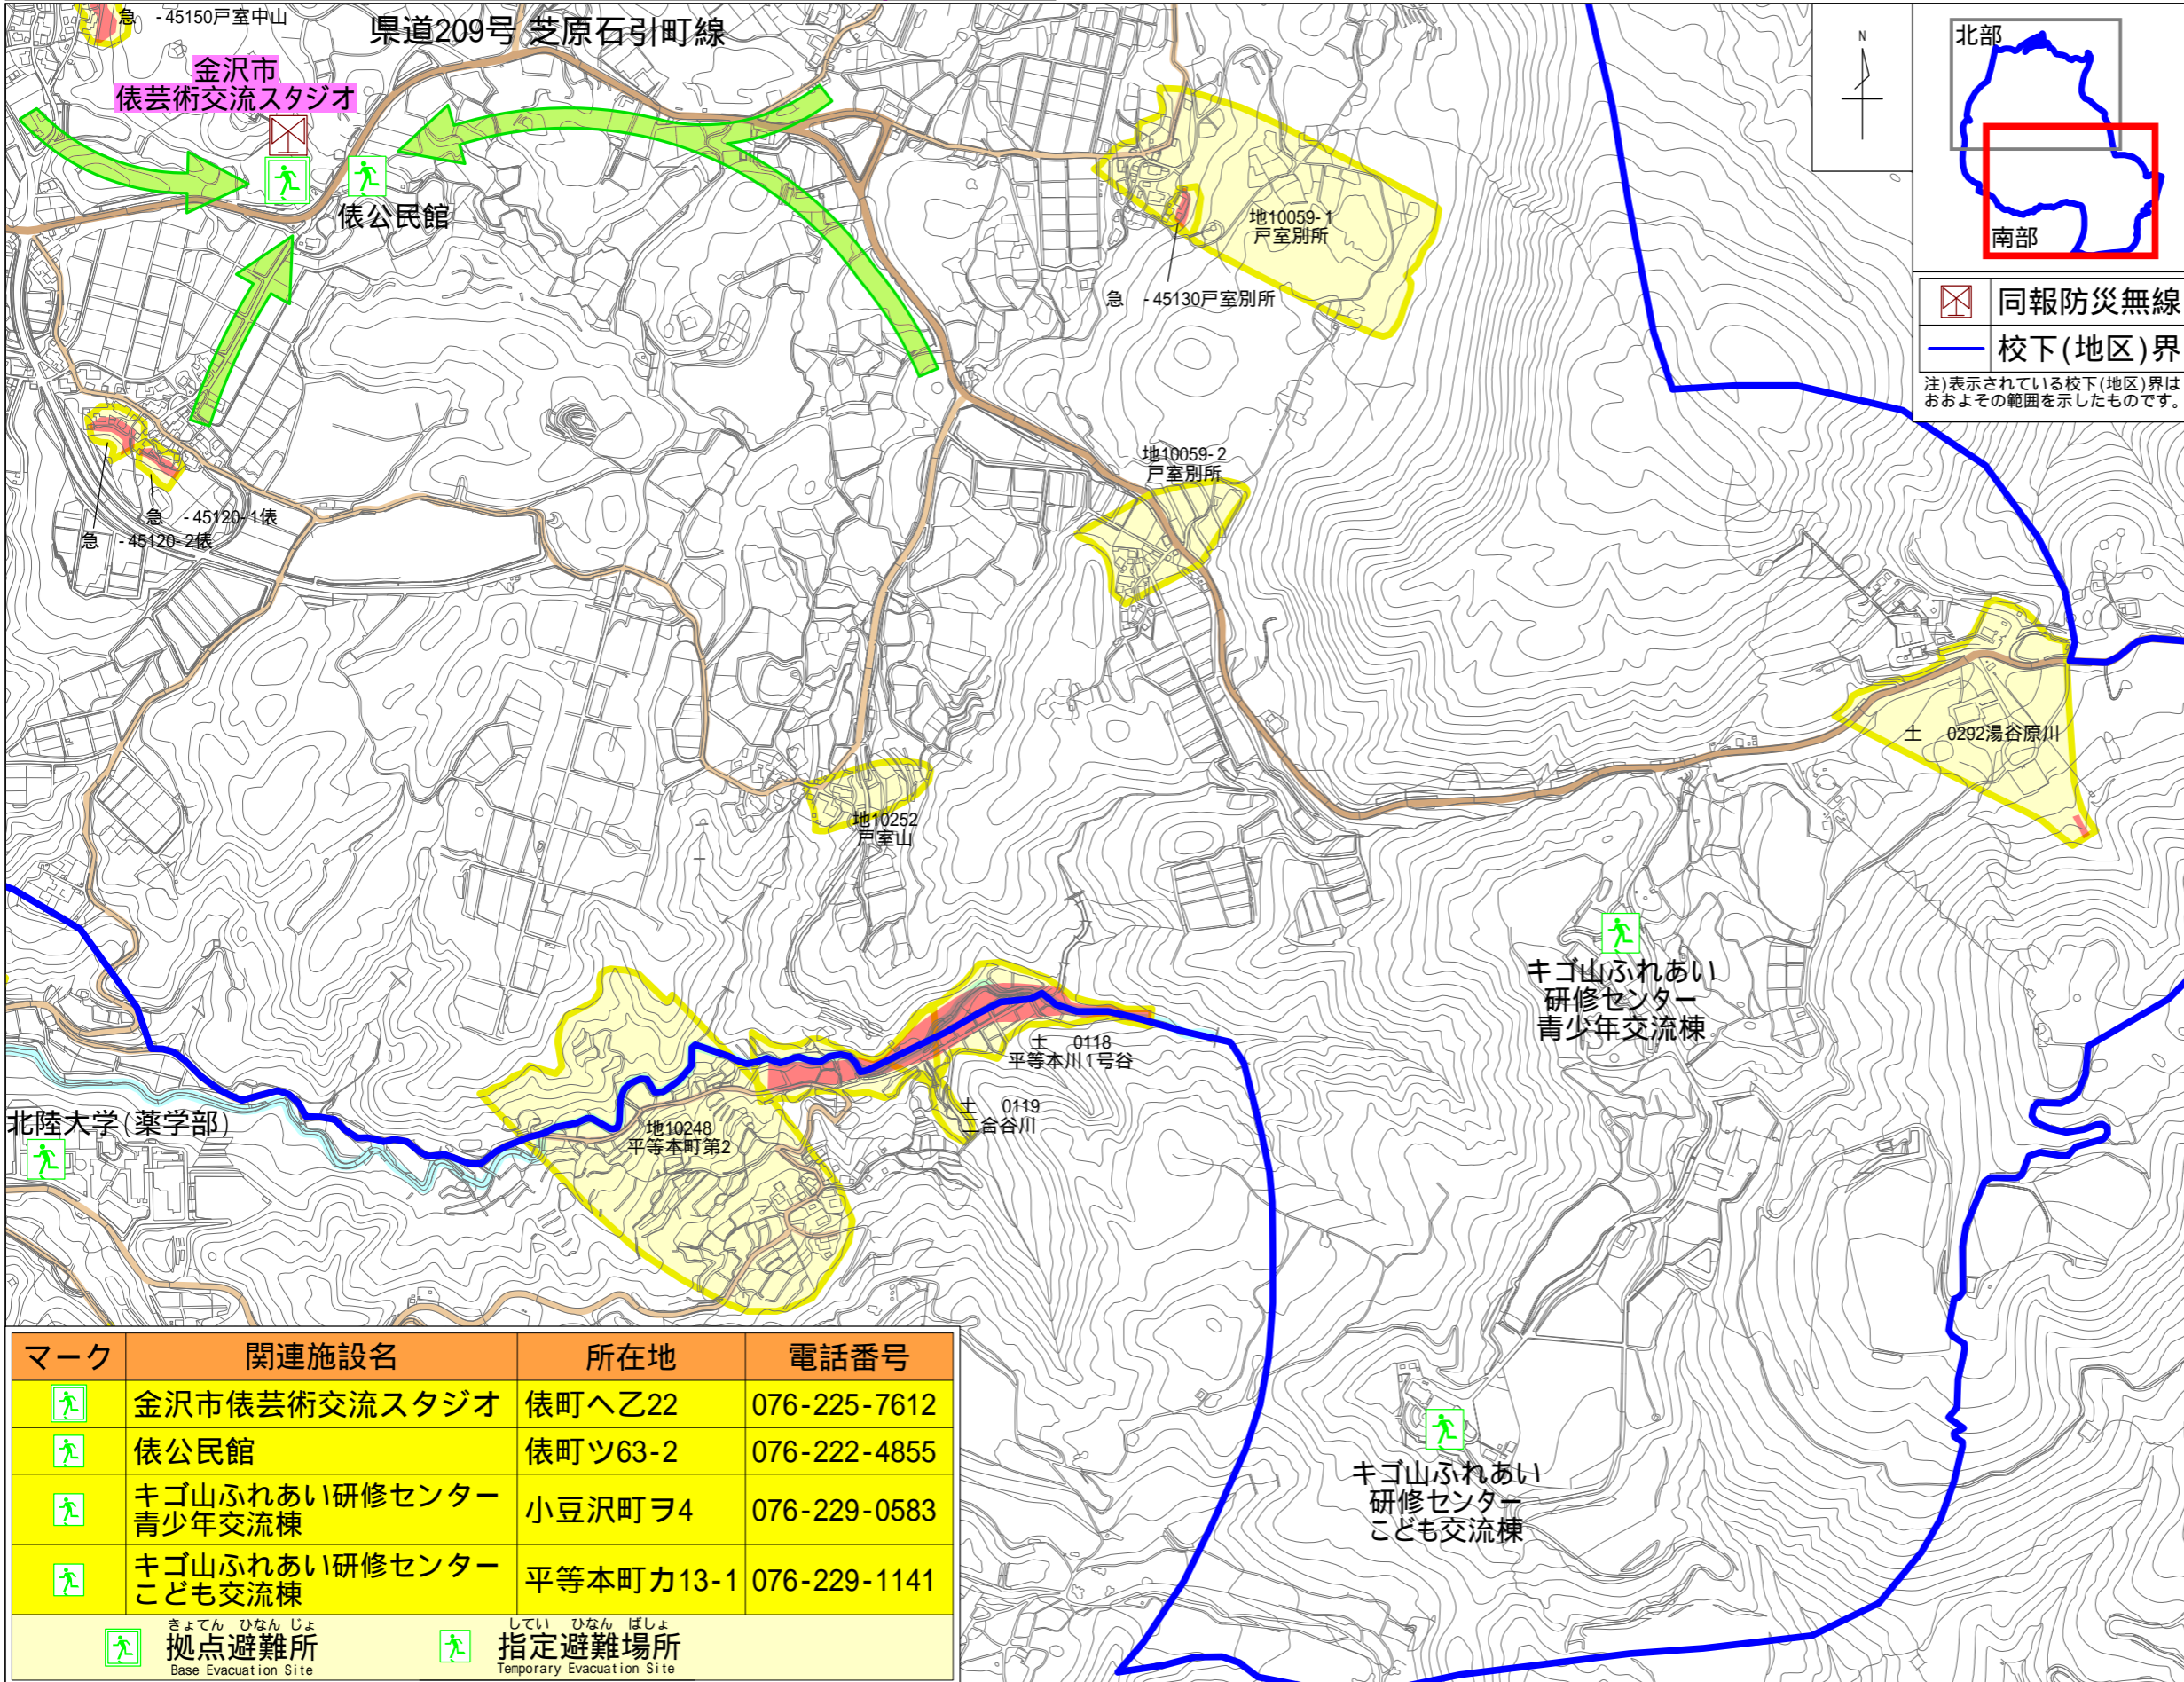 急 -45150戸室中山
県道209号 芝原石引町線
金沢市
俵芸術交流スタジオ
俵公民館
地10059-1
戸室別所
急 -45130戸室別所
N
北部
南部
同報防災無線
校下(地区)界
注)表示されている校下(地区)界は
おおよその範囲を示したものです。
地10059-2
戸室別所
急 -45120-1俵
急 -45120-2俵
土 0292湯谷原川
地10252
戸室山
キゴ山ふれあい
研修センター
青少年交流棟
土 0118
平等本川1号谷
土 0119
二合谷川
地10248
平等本町第2
北陸大学(薬学部)
キゴ山ふれあい
研修センター
こども交流棟
マーク 関連施設名 所在地 電話番号
金沢市俵芸術交流スタジオ 俵町ヘ乙22 076-225-7612
俵公民館 俵町ツ63-2 076-222-4855
キゴ山ふれあい研修センター
青少年交流棟 小豆沢町ヲ4 076-229-0583
キゴ山ふれあい研修センター
こども交流棟 平等本町カ13-1 076-229-1141
きょてん ひなん じょ
拠点避難所
Base Evacuation Site
してい ひなん ばしょ
指定避難場所
Temporary Evacuation Site